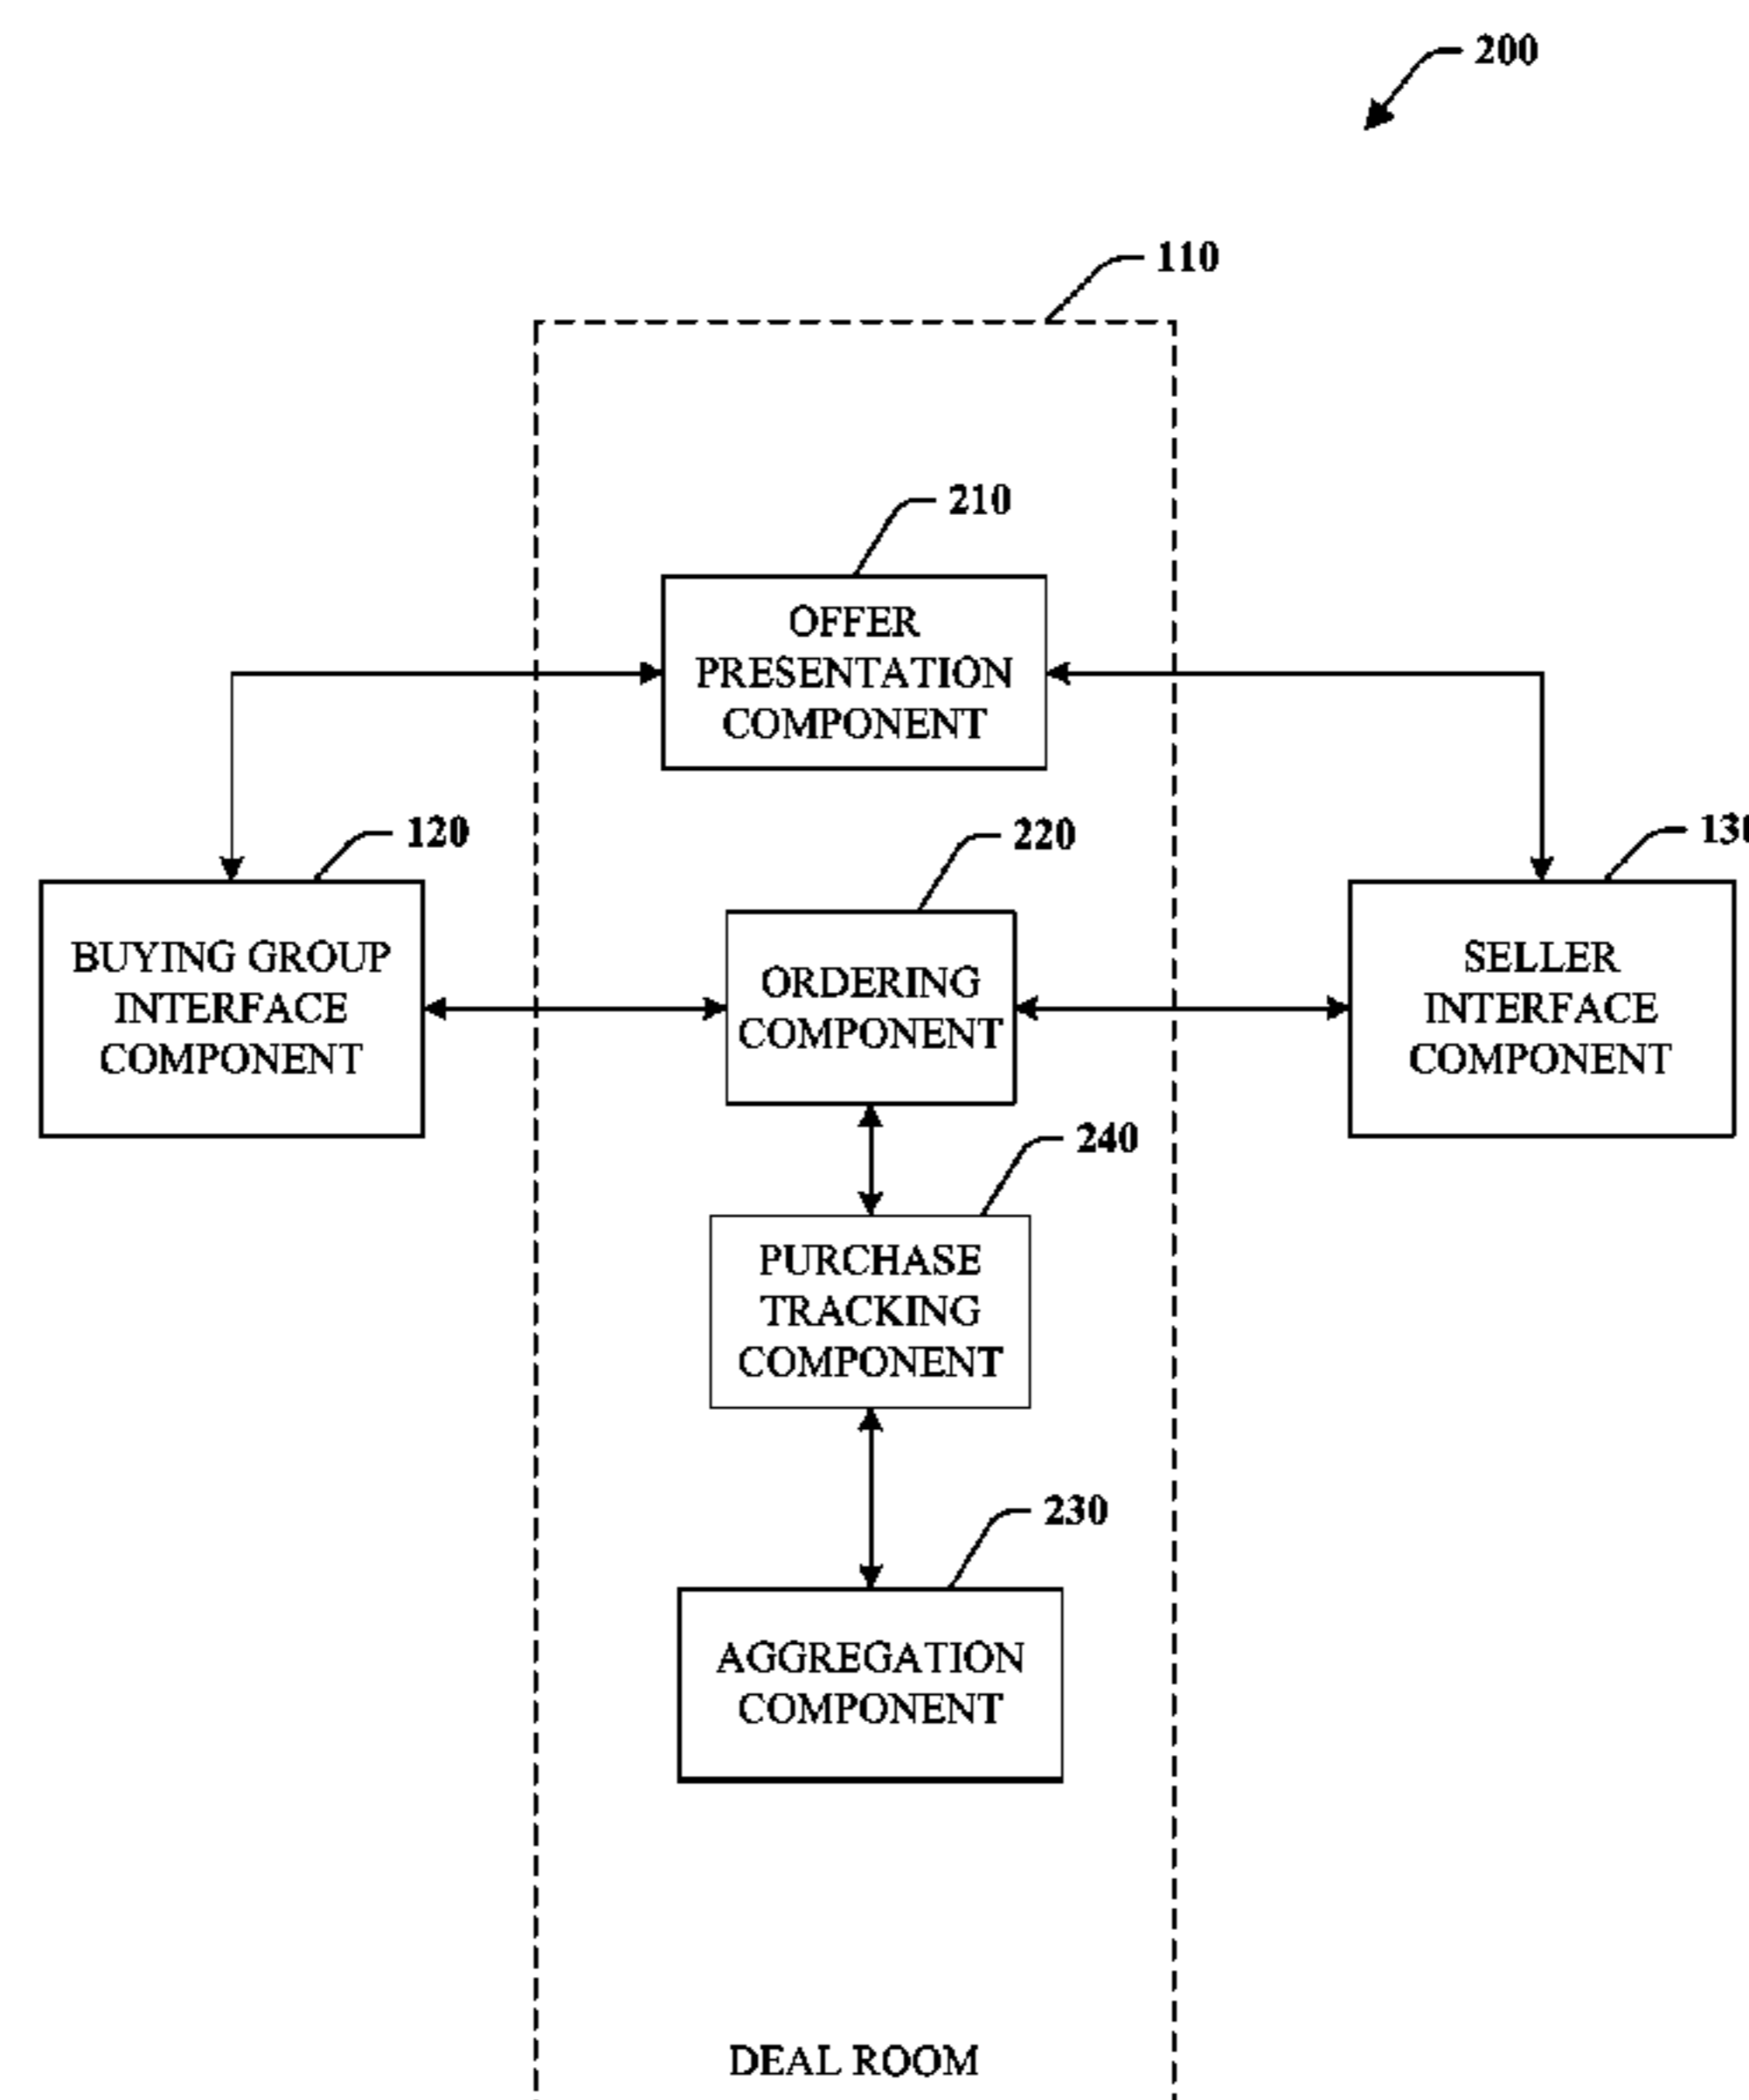 200
110
210
OFFER
PRESENTATION
COMPONENT
120
220
130
BUYING GROUP
INTERFACE
COMPONENT
ORDERING
COMPONENT
SELLER
INTERFACE
COMPONENT
240
PURCHASE
TRACKING
COMPONENT
230
AGGREGATION
COMPONENT
DEAL ROOM